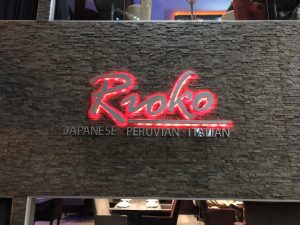 Rioko
JAPANESE - PERUVIAN - ITALIAN